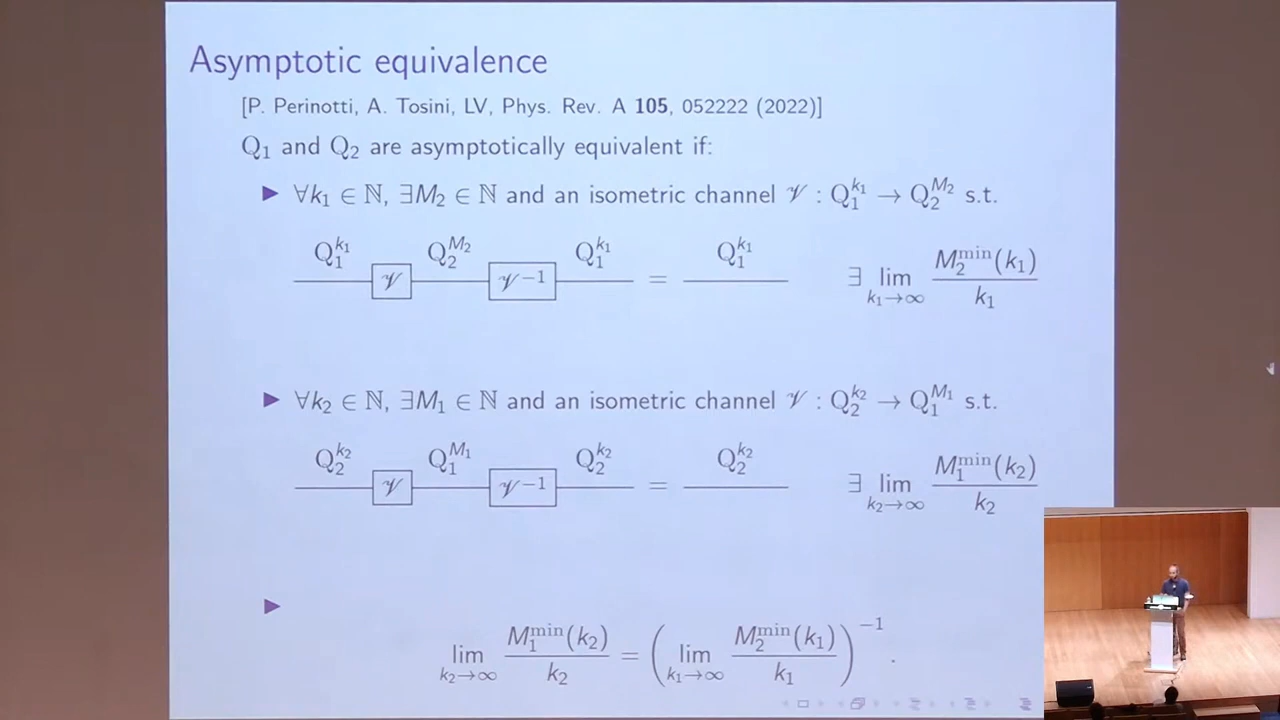 Asymptotic equivalence
[P. Perinotti, A. Tosini, LV, Phys. Rev. A 105, 052222 (2022)]
Q₁ and Q₂ are asymptotically equivalent if:
▶ ∀k₁ ∈ ℕ, ∃M₂ ∈ ℕ and an isometric channel 𝒱 : Q₁^{k₁} → Q₂^{M₂} s.t.
Q₁^{k₁} 𝒱 Q₂^{M₂} 𝒱⁻¹ Q₁^{k₁} = Q₁^{k₁} ∃ lim_{k₁→∞} M₂^{min}(k₁)/k₁
▶ ∀k₂ ∈ ℕ, ∃M₁ ∈ ℕ and an isometric channel 𝒱 : Q₂^{k₂} → Q₁^{M₁} s.t.
Q₂^{k₂} 𝒱 Q₁^{M₁} 𝒱⁻¹ Q₂^{k₂} = Q₂^{k₂} ∃ lim_{k₂→∞} M₁^{min}(k₂)/k₂
▶
lim_{k₂→∞} M₁^{min}(k₂)/k₂ = (lim_{k₁→∞} M₂^{min}(k₁)/k₁)⁻¹.